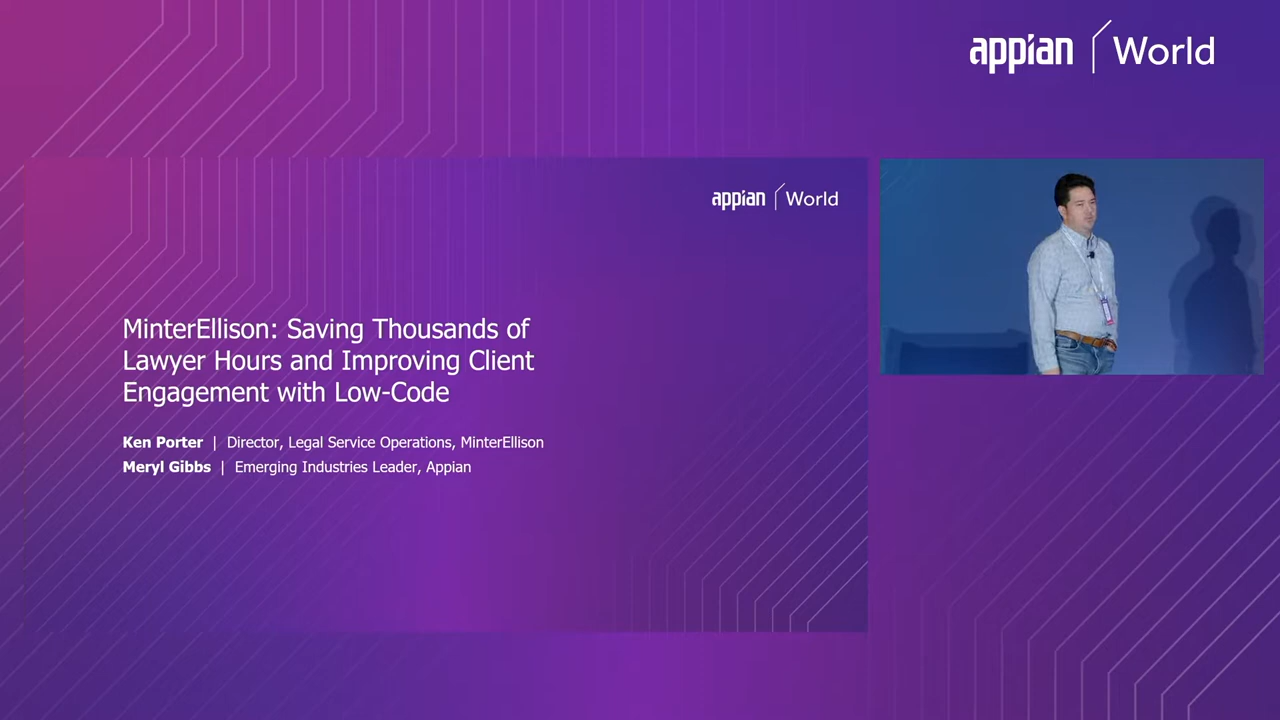 appian World
appian World
MinterEllison: Saving Thousands of
Lawyer Hours and Improving Client
Engagement with Low-Code
Ken Porter | Director, Legal Service Operations, MinterEllison
Meryl Gibbs | Emerging Industries Leader, Appian